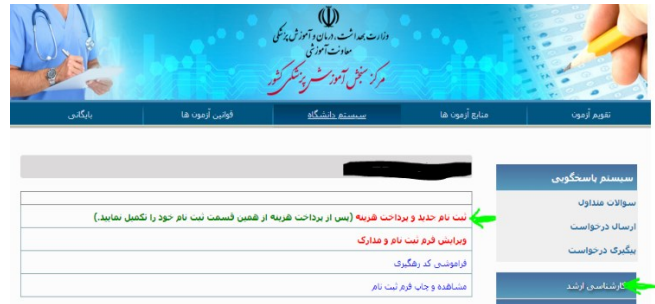 وزارت بهداشت، درمان و آموزش پزشکی
معاونت آموزشی
مرکز سنجش آموزش پزشکی کشور
تقویم آزمون
منابع آزمون ها
سیستم دانشگاه
قوانین آزمون ها
بایگانی
سیستم پاسخگویی
سوالات متداول
ارسال درخواست
پیگیری درخواست
کارشناسی ارشد
ثبت نام جدید و پرداخت هزینه (پس از پرداخت هزینه از همین قسمت ثبت نام خود را تکمیل نمایید.)
ویرایش فرم ثبت نام و مدارک
فراموشی کد رهگیری
مشاهده و چاپ فرم ثبت نام